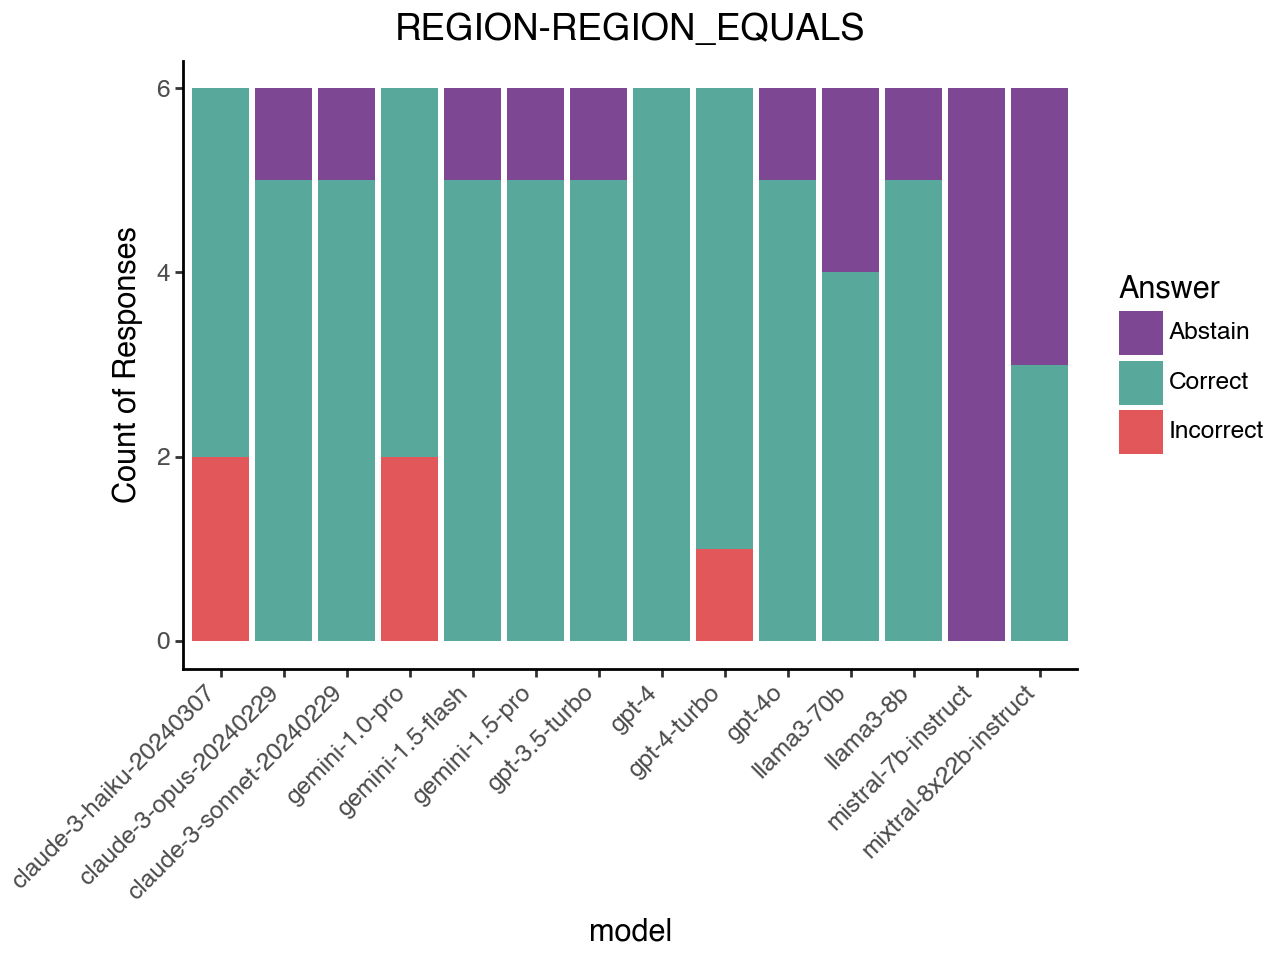 REGION-REGION_EQUALS
Count of Responses
6
4
2
0
claude-3-haiku-20240307
claude-3-opus-20240229
claude-3-sonnet-20240229
gemini-1.0-pro
gemini-1.5-flash
gemini-1.5-pro
gpt-3.5-turbo
gpt-4
gpt-4-turbo
gpt-4o
llama3-70b
llama3-8b
mistral-7b-instruct
mixtral-8x22b-instruct
model
Answer
Abstain
Correct
Incorrect